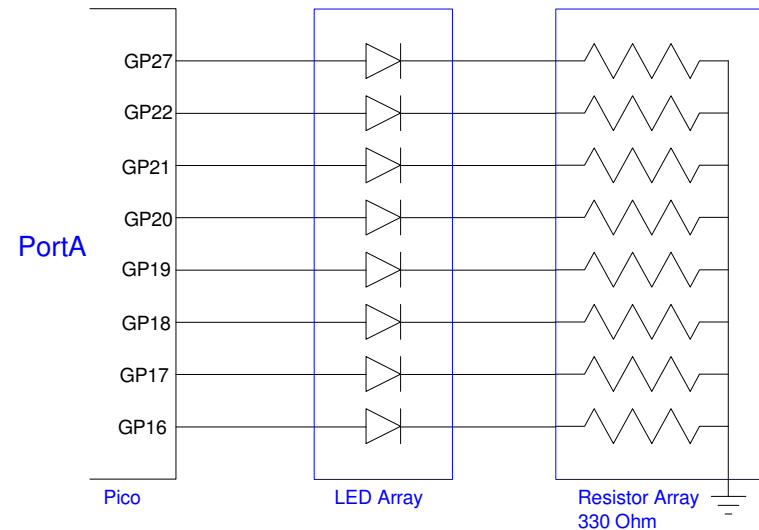 GP27
GP22
GP21
GP20
PortA
GP19
GP18
GP17
GP16
Pico
LED Array
Resistor Array
330 Ohm